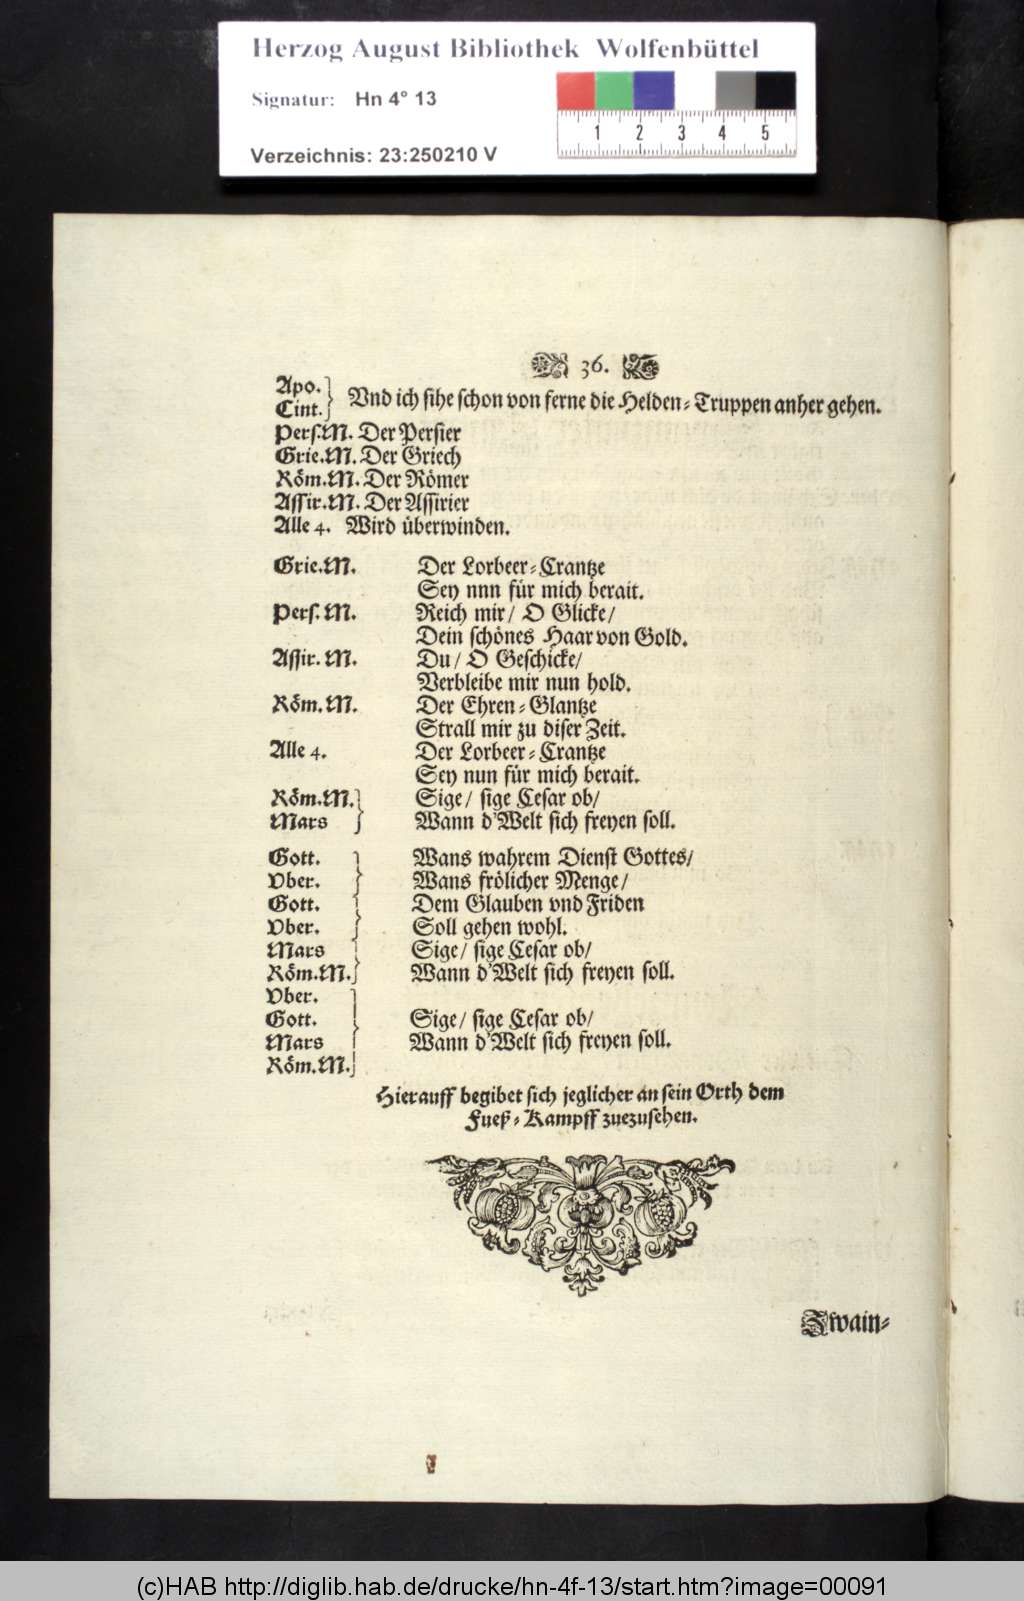 Herzog August Bibliothek Wolfenbüttel
Signatur: Hn 4° 13
1 2 3 4 5
Verzeichnis: 23:250210 V
36.
Apo.
Cint. Vnd ich sihe schon von ferne die Helden-Truppen anher gehen.
Pers.M. Der Persier
Grie.M. Der Griech
Röm.M. Der Römer
Assir.M. Der Assirier
Alle 4. Wird überwinden.
Grie.M. Der Lorbeer-Crantze
Sey nnn für mich berait.
Pers.M. Reich mir/ O Glicke/
Dein schönes Haar von Gold.
Assir.M. Du/ O Geschicke/
Verbleibe mir nun hold.
Röm.M. Der Ehren-Glantze
Strall mir zu diser Zeit.
Alle 4. Der Lorbeer-Crantze
Sey nun für mich berait.
Röm.M. Sige/ sige Cesar ob/
Mars Wann d'Welt sich freyen soll.
Gott. Wans wahrem Dienst Gottes/
Vber. Wans frölicher Menge/
Gott. Dem Glauben vnd Friden
Vber. Soll gehen wohl.
Mars Sige/ sige Cesar ob/
Röm.M. Wann d'Welt sich freyen soll.
Vber.
Gott. Sige/ sige Cesar ob/
Mars Wann d'Welt sich freyen soll.
Röm.M.
Hierauff begibet sich jeglicher an sein Orth dem
Fueß-Kampff zuezusehen.
Zwain-
(c)HAB http://diglib.hab.de/drucke/hn-4f-13/start.htm?image=00091